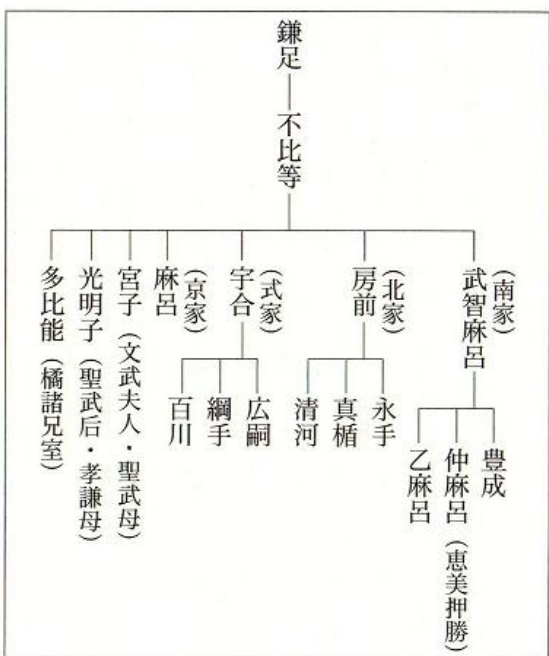 鎌足
不比等
(南家)
武智麻呂
豊成
仲麻呂(恵美押勝)
乙麻呂
(北家)
房前
永手
真楯
清河
(式家)
宇合
広嗣
綱手
百川
(京家)
麻呂
宮子(文武夫人・聖武母)
光明子(聖武后・孝謙母)
多比能(橘諸兄室)